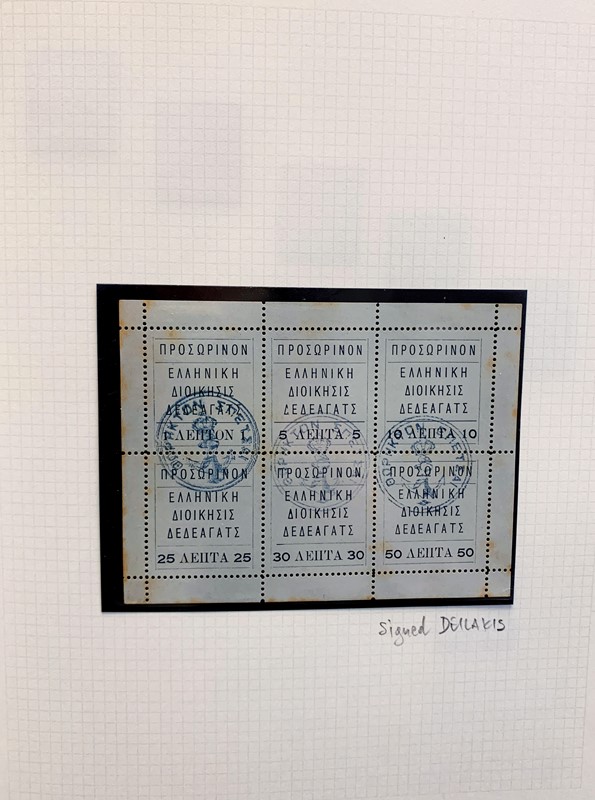 ΠΡΟΣΩΡΙΝΟΝ
ΕΛΛΗΝΙΚΗ
ΔΙΟΙΚΗΣΙΣ
ΔΕΔΕΑΓΑΤΣ
1 ΛΕΠΤΟΝ 1
ΠΡΟΣΩΡΙΝΟΝ
ΕΛΛΗΝΙΚΗ
ΔΙΟΙΚΗΣΙΣ
ΔΕΔΕΑΓΑΤΣ
5 ΛΕΠΤΑ 5
ΠΡΟΣΩΡΙΝΟΝ
ΕΛΛΗΝΙΚΗ
ΔΙΟΙΚΗΣΙΣ
ΔΕΔΕΑΓΑΤΣ
10 ΛΕΠΤΑ 10
ΠΡΟΣΩΡΙΝΟΝ
ΕΛΛΗΝΙΚΗ
ΔΙΟΙΚΗΣΙΣ
ΔΕΔΕΑΓΑΤΣ
25 ΛΕΠΤΑ 25
ΠΡΟΣΩΡΙΝΟΝ
ΕΛΛΗΝΙΚΗ
ΔΙΟΙΚΗΣΙΣ
ΔΕΔΕΑΓΑΤΣ
30 ΛΕΠΤΑ 30
ΠΡΟΣΩΡΙΝΟΝ
ΕΛΛΗΝΙΚΗ
ΔΙΟΙΚΗΣΙΣ
ΔΕΔΕΑΓΑΤΣ
50 ΛΕΠΤΑ 50
Signed DEILAKIS